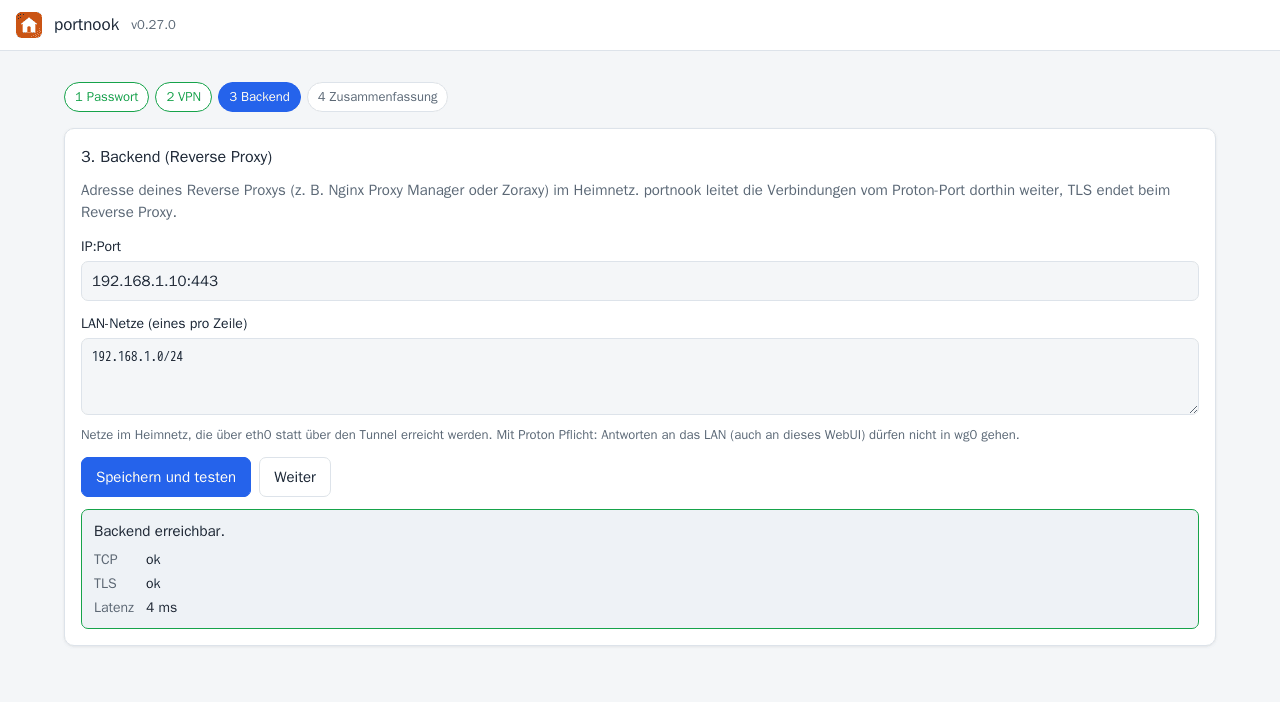 portnook v0.27.0
1 Passwort 2 VPN 3 Backend 4 Zusammenfassung
3. Backend (Reverse Proxy)
Adresse deines Reverse Proxys (z. B. Nginx Proxy Manager oder Zoraxy) im Heimnetz. portnook leitet die Verbindungen vom Proton-Port dorthin weiter, TLS endet beim
Reverse Proxy.
IP:Port
192.168.1.10:443
LAN-Netze (eines pro Zeile)
192.168.1.0/24
Netze im Heimnetz, die über eth0 statt über den Tunnel erreicht werden. Mit Proton Pflicht: Antworten an das LAN (auch an dieses WebUI) dürfen nicht in wg0 gehen.
Speichern und testen Weiter
Backend erreichbar.
TCP ok
TLS ok
Latenz 4 ms